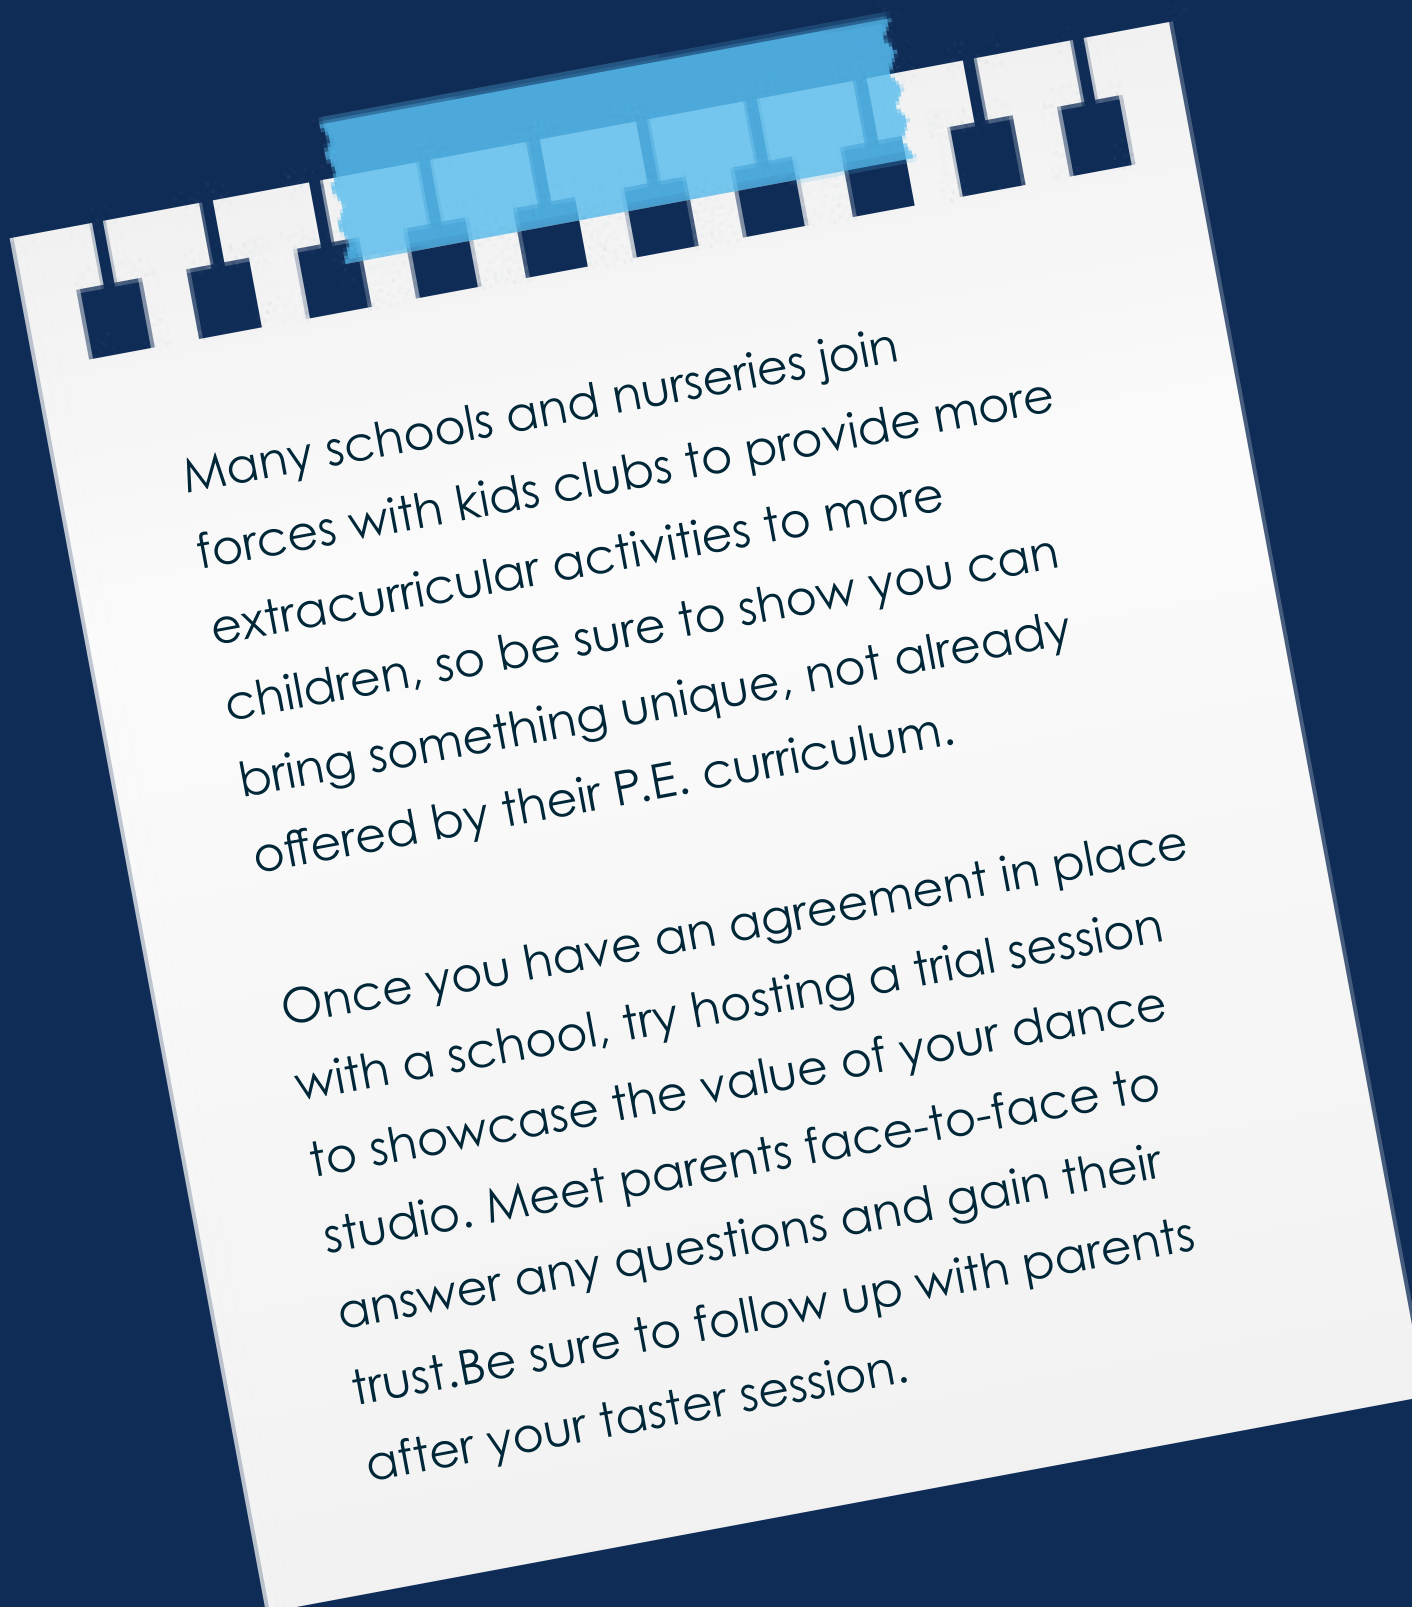 Many schools and nurseries join
forces with kids clubs to provide more
extracurricular activities to more
children, so be sure to show you can
bring something unique, not already
offered by their P.E. curriculum.
Once you have an agreement in place
with a school, try hosting a trial session
to showcase the value of your dance
studio. Meet parents face-to-face to
answer any questions and gain their
trust.Be sure to follow up with parents
after your taster session.